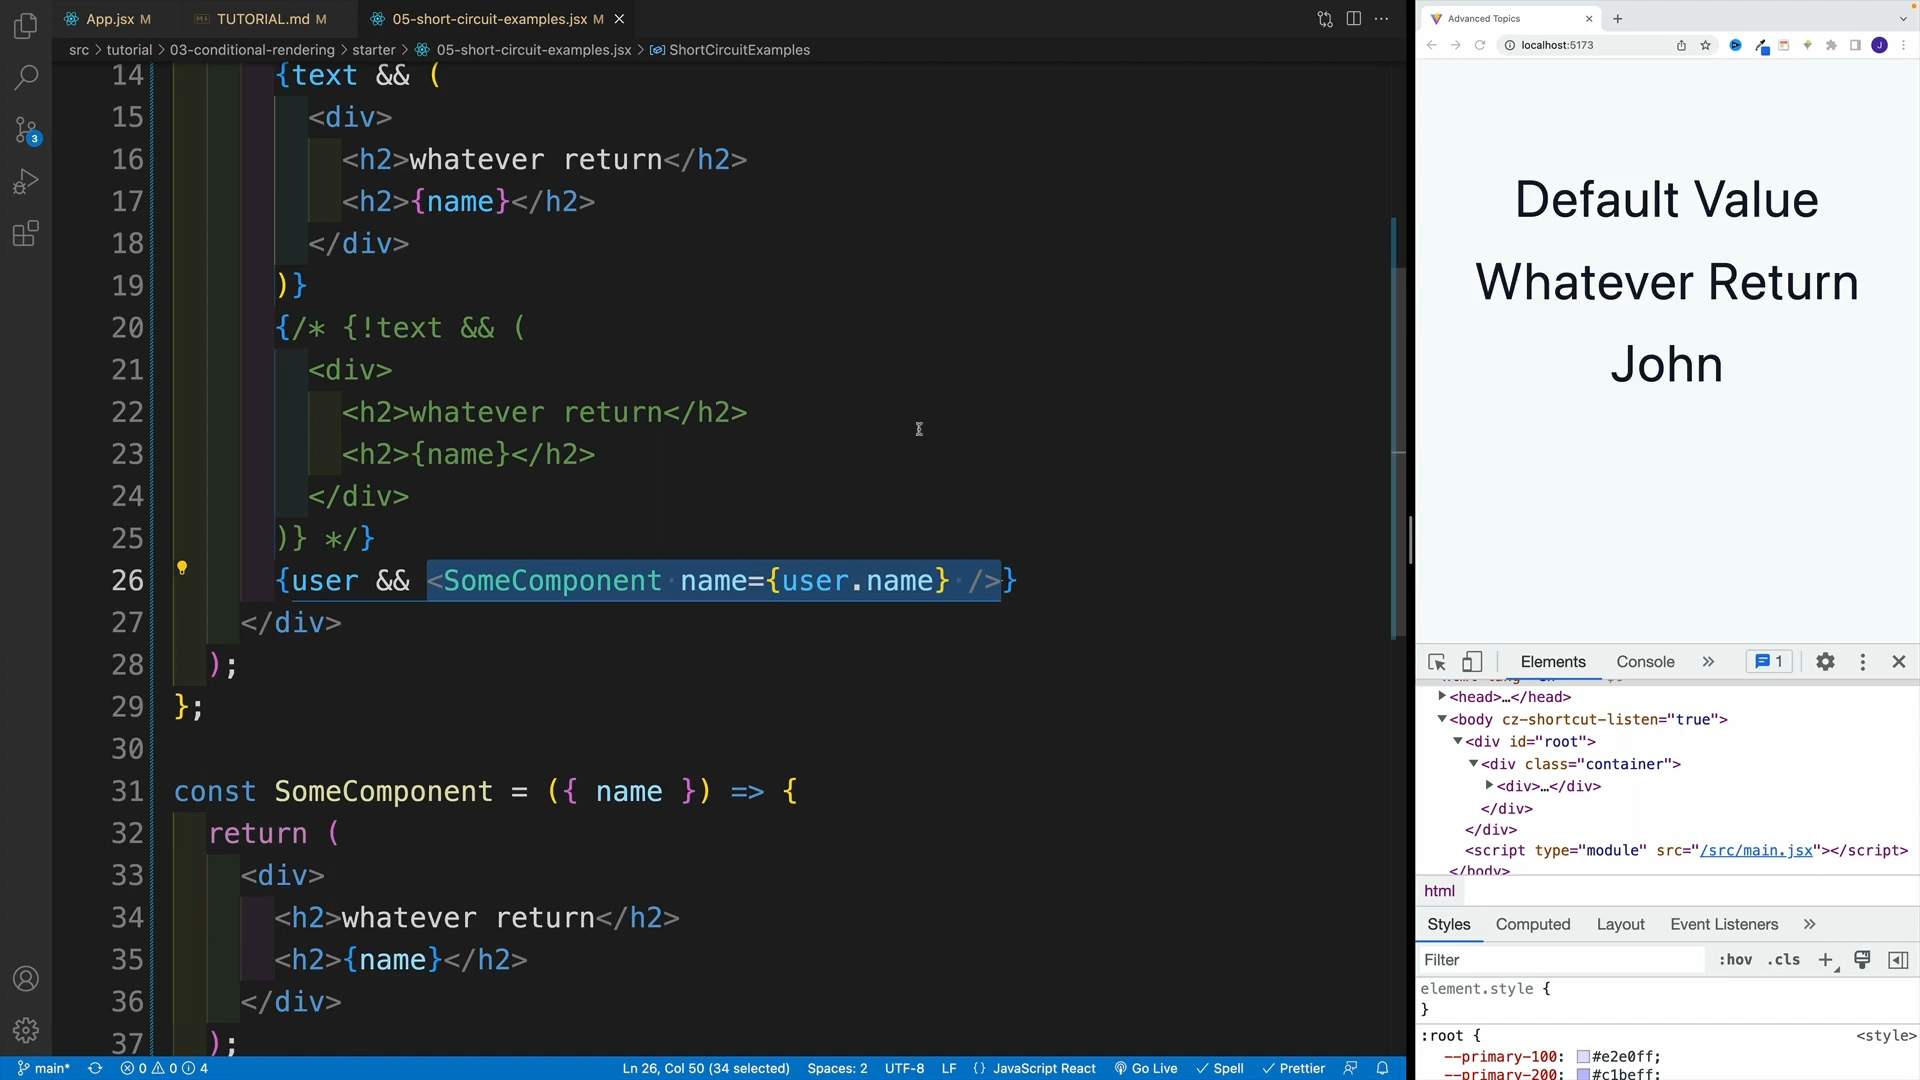 App.jsx M
TUTORIAL.md M
05-short-circuit-examples.jsx M
src > tutorial > 03-conditional-rendering > starter > 05-short-circuit-examples.jsx > ShortCircuitExamples
14 {text && (
15 <div>
16 <h2>whatever return</h2>
17 <h2>{name}</h2>
18 </div>
19 )}
20 {/* {!text && (
21 <div>
22 <h2>whatever return</h2>
23 <h2>{name}</h2>
24 </div>
25 )} */}
26 {user && <SomeComponent name={user.name} />}
27 </div>
28 );
29 };
30
31 const SomeComponent = ({ name }) => {
32 return (
33 <div>
34 <h2>whatever return</h2>
35 <h2>{name}</h2>
36 </div>
37 );
3
main* 0 0 4
Ln 26, Col 50 (34 selected) Spaces: 2 UTF-8 LF {} JavaScript React Go Live Spell Prettier
Advanced Topics
localhost:5173
J
Default Value
Whatever Return
John
Elements Console » 1
<head>…</head>
<body cz-shortcut-listen="true">
<div id="root">
<div class="container">
<div>…</div>
</div>
</div>
<script type="module" src="/src/main.jsx"></script>
</body>
html
Styles Computed Layout Event Listeners »
Filter :hov .cls +
element.style {
}
:root { <style>
--primary-100: #e2e0ff;
--primary-200: #c1beff;